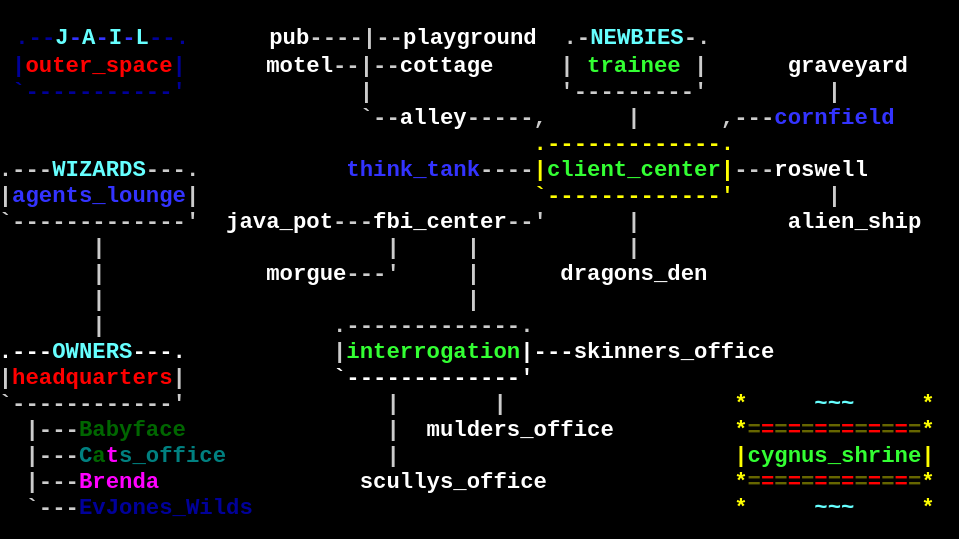 .---J-A-I-L---.      pub----|--playground  .-NEWBIES-.
|outer_space|      motel--|--cottage     | trainee |      graveyard
`-----------'             |              '---------'         |
                          `--alley-----,      |      ,---cornfield
                                       .-------------.
.---WIZARDS---.           think_tank----|client_center|---roswell
|agents_lounge|                         `-------------'       |
`-------------'  java_pot---fbi_center--'      |           alien_ship
       |                     |     |           |
       |            morgue---'     |      dragons_den
       |                           |
       |                 .-------------.
.---OWNERS---.           |interrogation|---skinners_office
|headquarters|           `-------------'
`------------'               |       |                 *     ~~~     *
  |---Babyface               |  mulders_office         *=============*
  |---Cats_office            |                         |cygnus_shrine|
  |---Brenda               scullys_office              *=============*
  `---EvJones_Wilds                                    *     ~~~     *